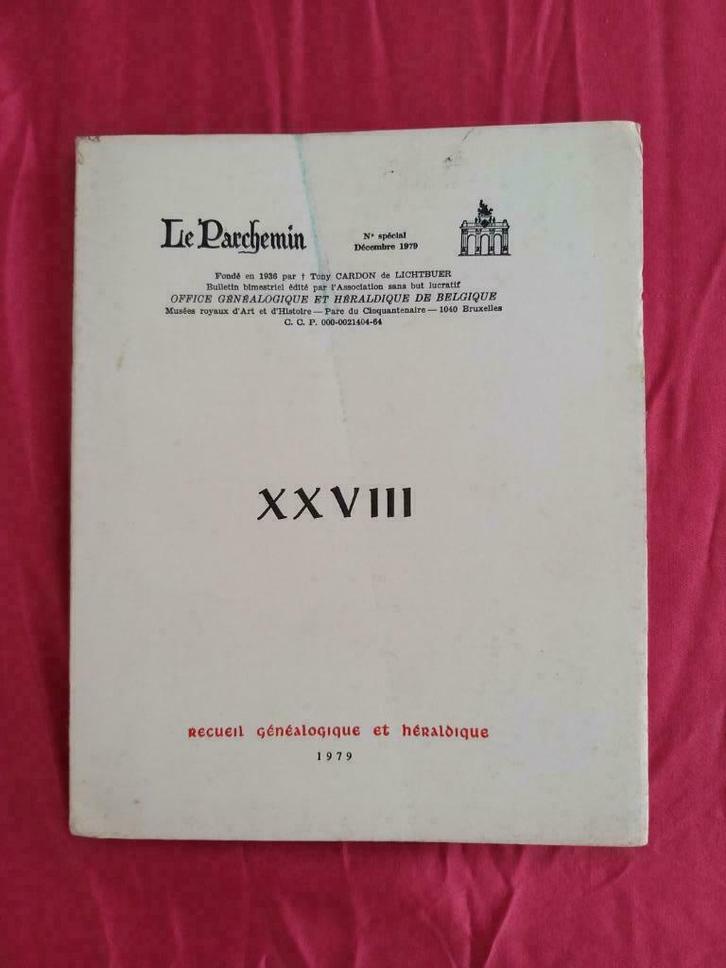 Le Parchemin
N° spécial
Décembre 1979
Fondé en 1936 par † Tony CARDON de LICHTBUER
Bulletin bimestriel édité par l'Association sans but lucratif
OFFICE GÉNÉALOGIQUE ET HÉRALDIQUE DE BELGIQUE
Musées royaux d'Art et d'Histoire — Parc du Cinquantenaire — 1040 Bruxelles
C. C. P. 000-0021404-64
XXVIII
Recueil généalogique et héraldique
1979